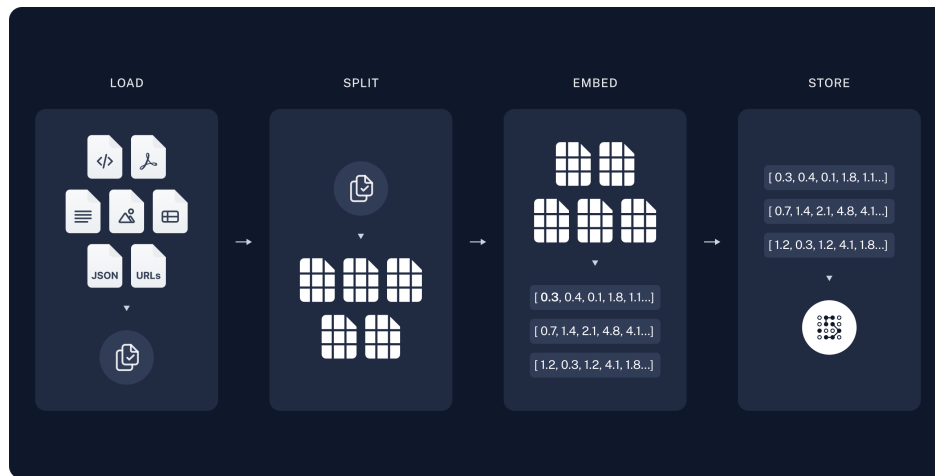 LOAD
SPLIT
EMBED
STORE
JSON
URLs
[ 0.3, 0.4, 0.1, 1.8, 1.1...]
[ 0.7, 1.4, 2.1, 4.8, 4.1...]
[ 1.2, 0.3, 1.2, 4.1, 1.8...]
[ 0.3, 0.4, 0.1, 1.8, 1.1...]
[ 0.7, 1.4, 2.1, 4.8, 4.1...]
[ 1.2, 0.3, 1.2, 4.1, 1.8...]